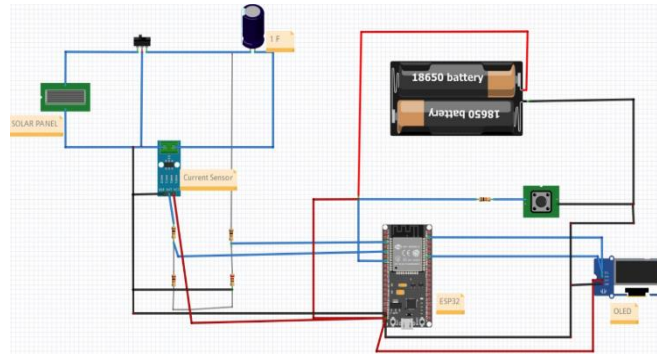 1 F
18650 battery
18650 battery
SOLAR PANEL
Current Sensor
ESP32
OLED